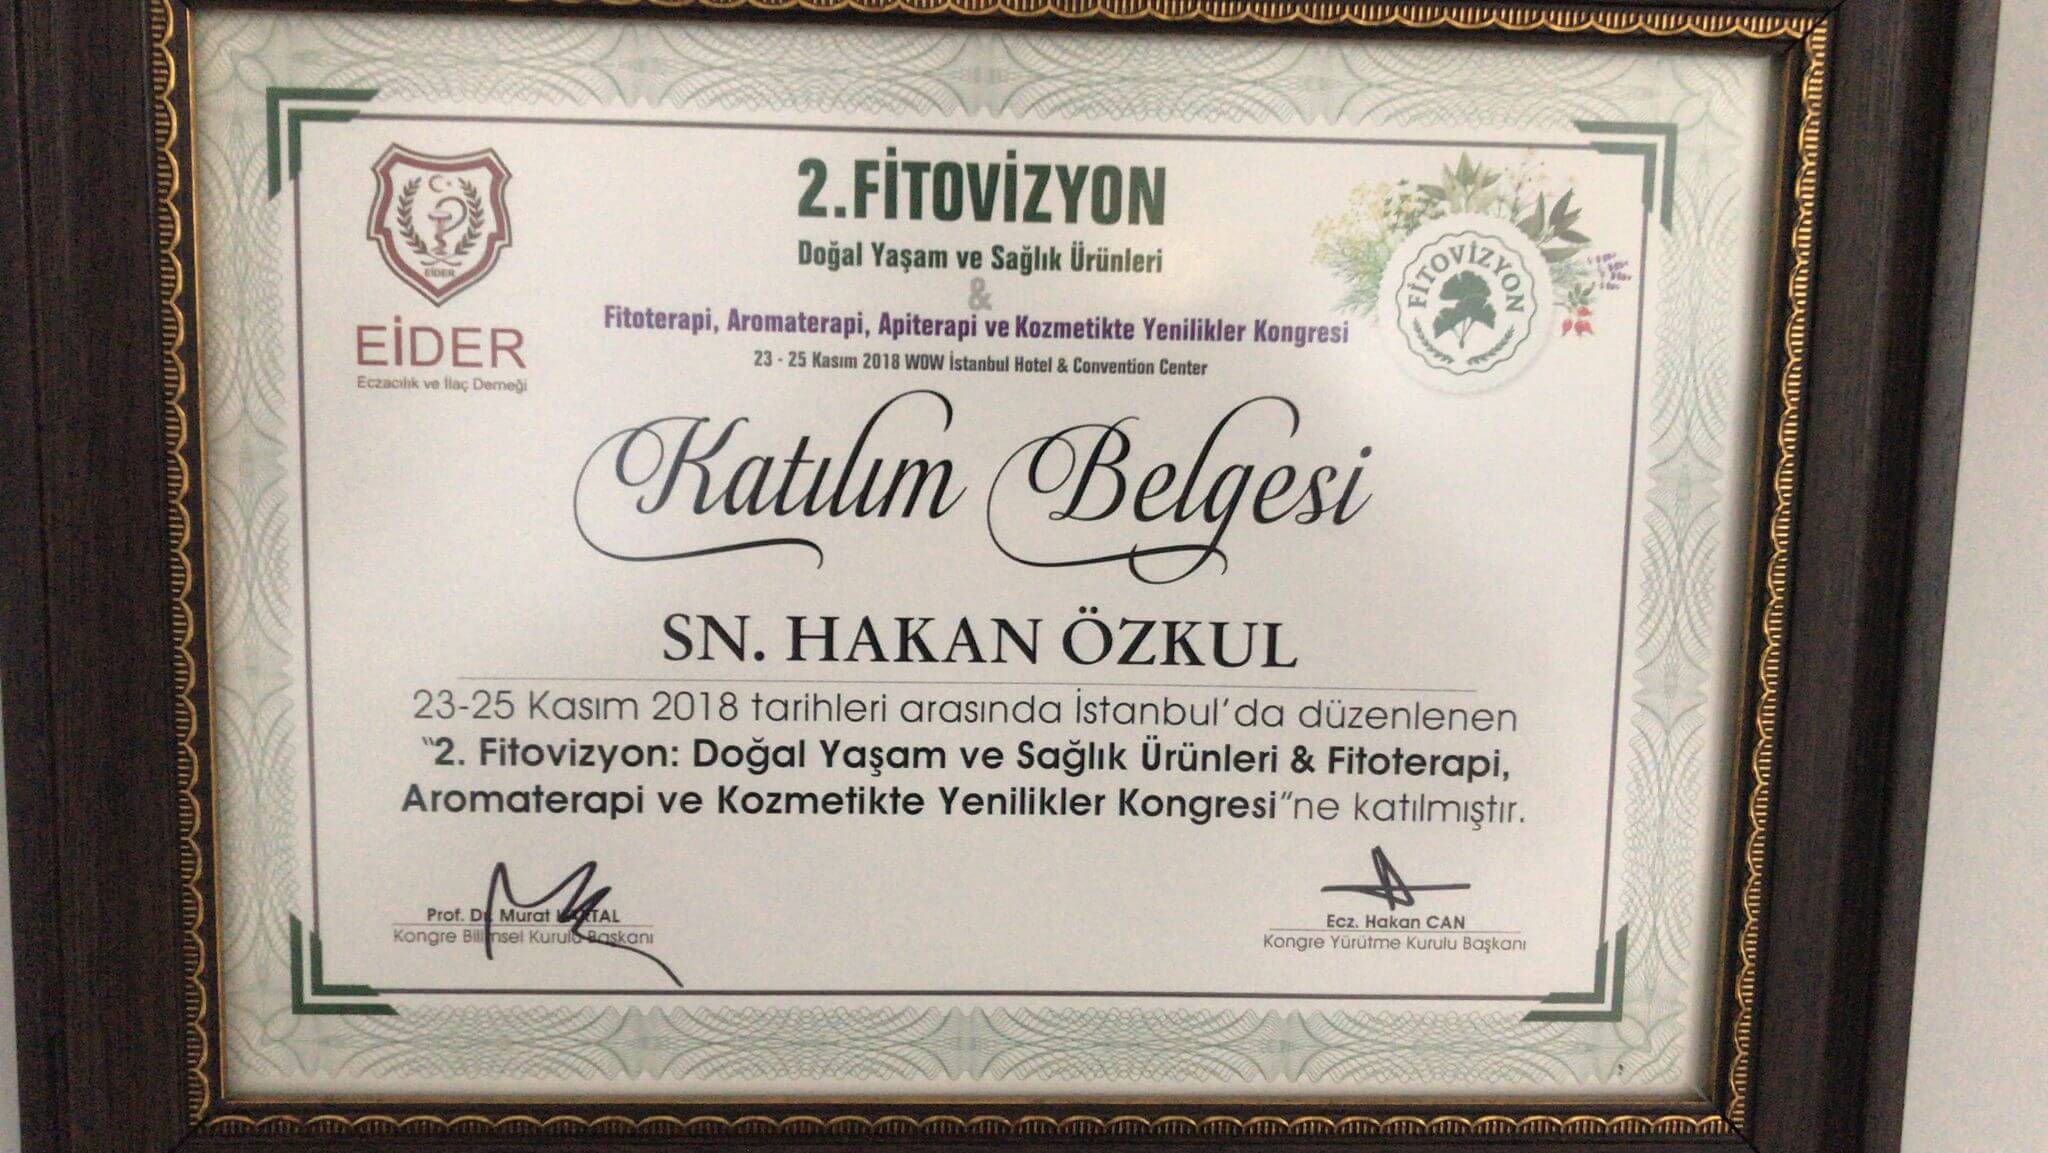 2.FİTOVİZYON
Doğal Yaşam ve Sağlık Ürünleri
&
Fitoterapi, Aromaterapi, Apiterapi ve Kozmetikte Yenilikler Kongresi
23 - 25 Kasım 2018 WOW İstanbul Hotel & Convention Center
EİDER
EİDER
Eczacılık ve İlaç Derneği
FİTOVİZYON
Katılım Belgesi
SN. HAKAN ÖZKUL
23-25 Kasım 2018 tarihleri arasında İstanbul'da düzenlenen
"2. Fitovizyon: Doğal Yaşam ve Sağlık Ürünleri & Fitoterapi,
Aromaterapi ve Kozmetikte Yenilikler Kongresi"ne katılmıştır.
Prof. Dr. Murat KARTAL
Kongre Bilimsel Kurulu Başkanı
Ecz. Hakan CAN
Kongre Yürütme Kurulu Başkanı